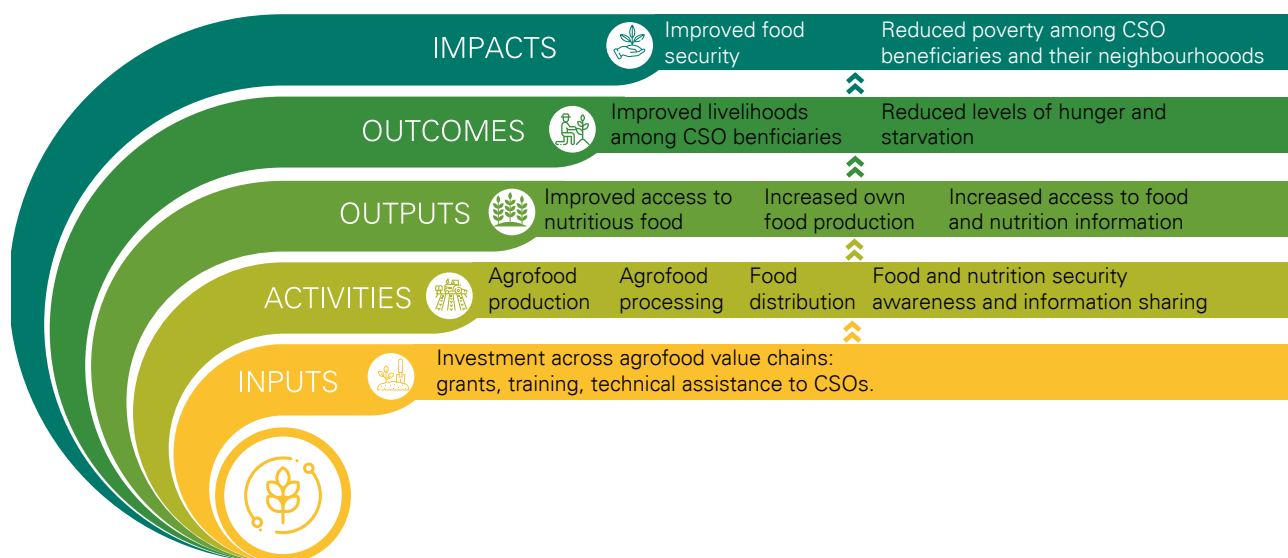 IMPACTS
Improved food
security
Reduced poverty among CSO
beneficiaries and their neighbourhooods
OUTCOMES
Improved livelihoods
among CSO benficiaries
Reduced levels of hunger and
starvation
OUTPUTS
Improved access to
nutritious food
Increased own
food production
Increased access to food
and nutrition information
ACTIVITIES
Agrofood
production
Agrofood
processing
Food
distribution
Food and nutrition security
awareness and information sharing
INPUTS
Investment across agrofood value chains:
grants, training, technical assistance to CSOs.